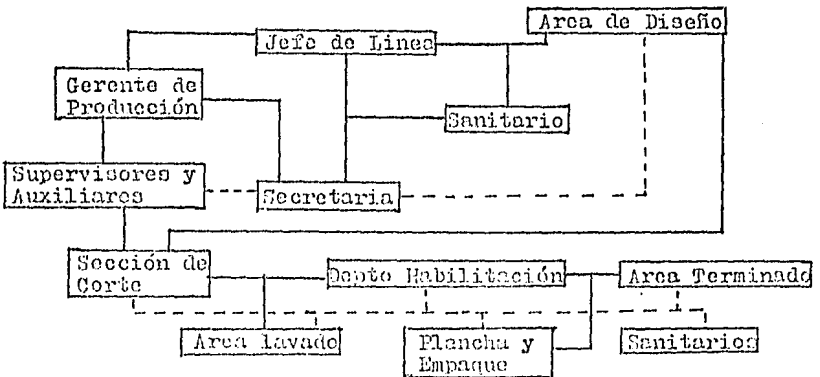 Area de Diseño
Jefe de Linea
Gerente de
Producción
Sanitario
Supervisores y
Auxiliares
Secretaria
Sección de
Corte
Depto Habilitación
Area Terminado
Area lavado
Plancha y
Empaque
Sanitarios